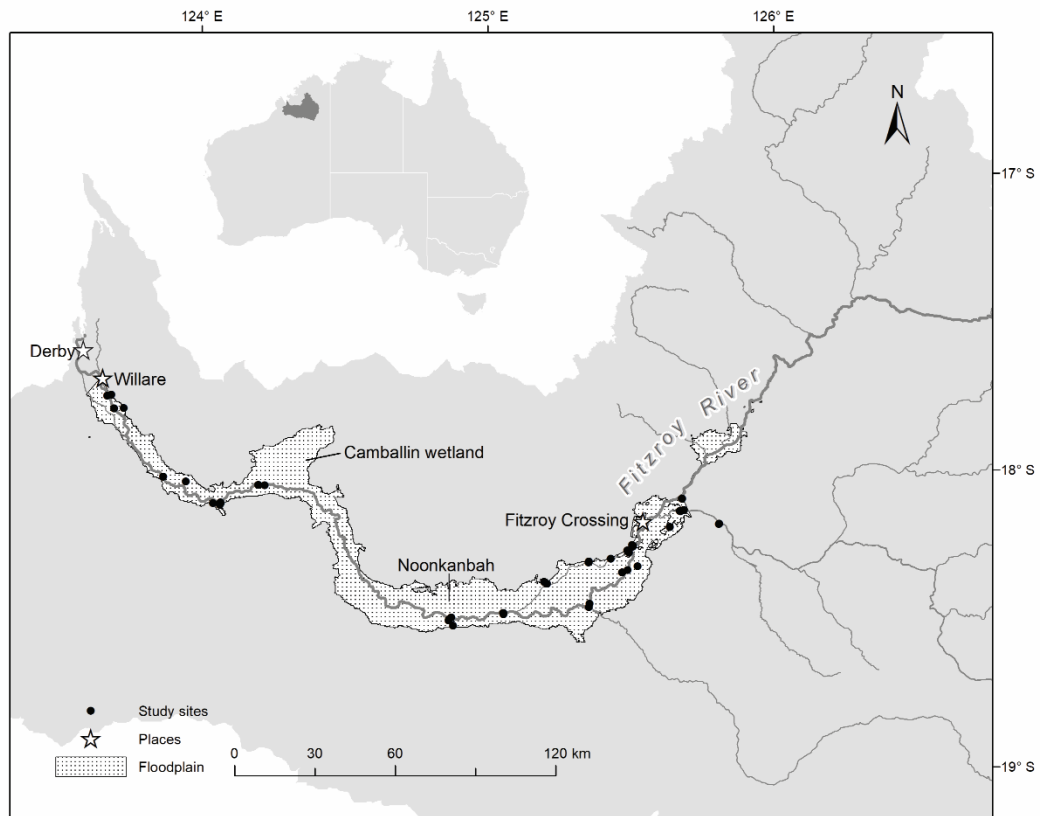 124° E
125° E
126° E
N
17° S
Derby
Willare
Fitzroy River
Camballin wetland
18° S
Fitzroy Crossing
Noonkanbah
Study sites
Places
Floodplain
0 30 60 120 km
19° S